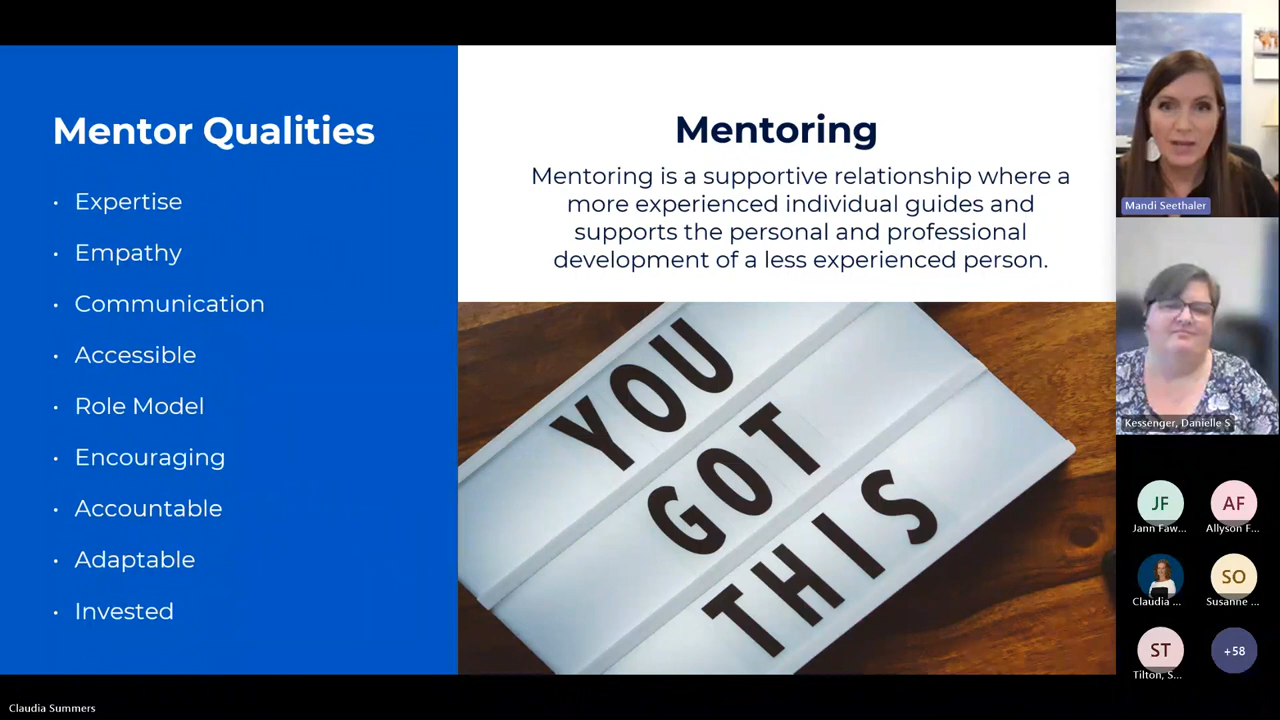 Mentor Qualities
• Expertise
• Empathy
• Communication
• Accessible
• Role Model
• Encouraging
• Accountable
• Adaptable
• Invested
Mentoring
Mentoring is a supportive relationship where a
more experienced individual guides and
supports the personal and professional
development of a less experienced person.
YOU
GOT
THIS
Mandi Seethaler
Kessenger, Danielle S
JF
Jann Faw...
AF
Allyson F...
Claudia ...
SO
Susanne ...
ST
Tilton, S...
+58
Claudia Summers